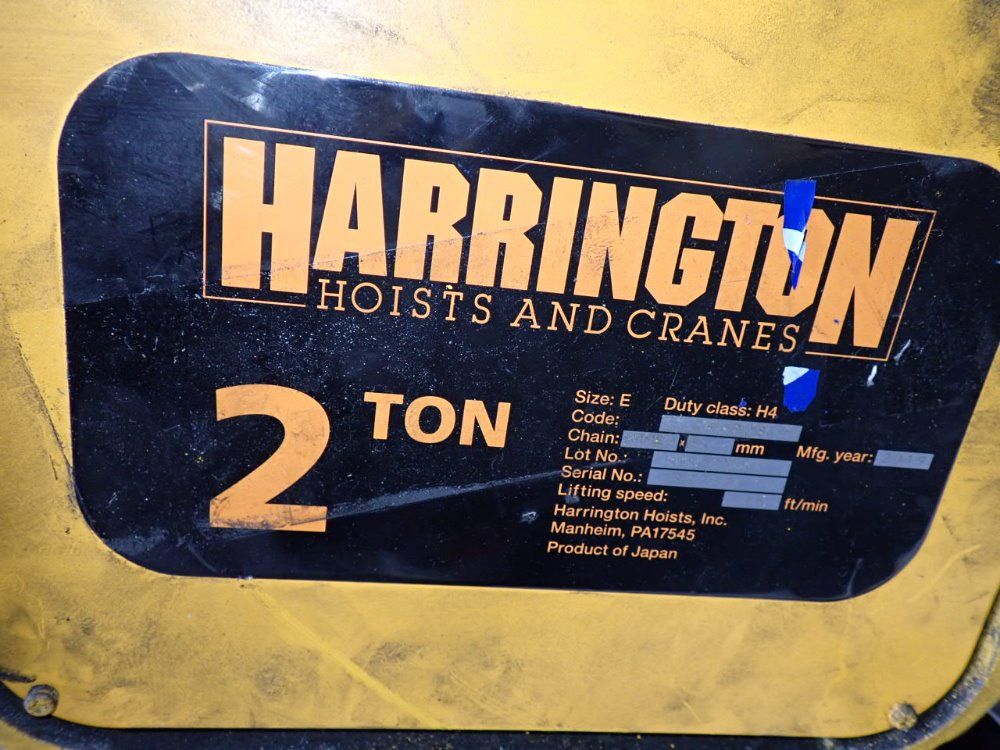 HARRINGTON
HOISTS AND CRANES
2 TON
Size: E Duty class: H4
Code:
Chain: x mm Mfg. year:
Lot No.:
Serial No.:
Lifting speed: ft/min
Harrington Hoists, Inc.
Manheim, PA17545
Product of Japan